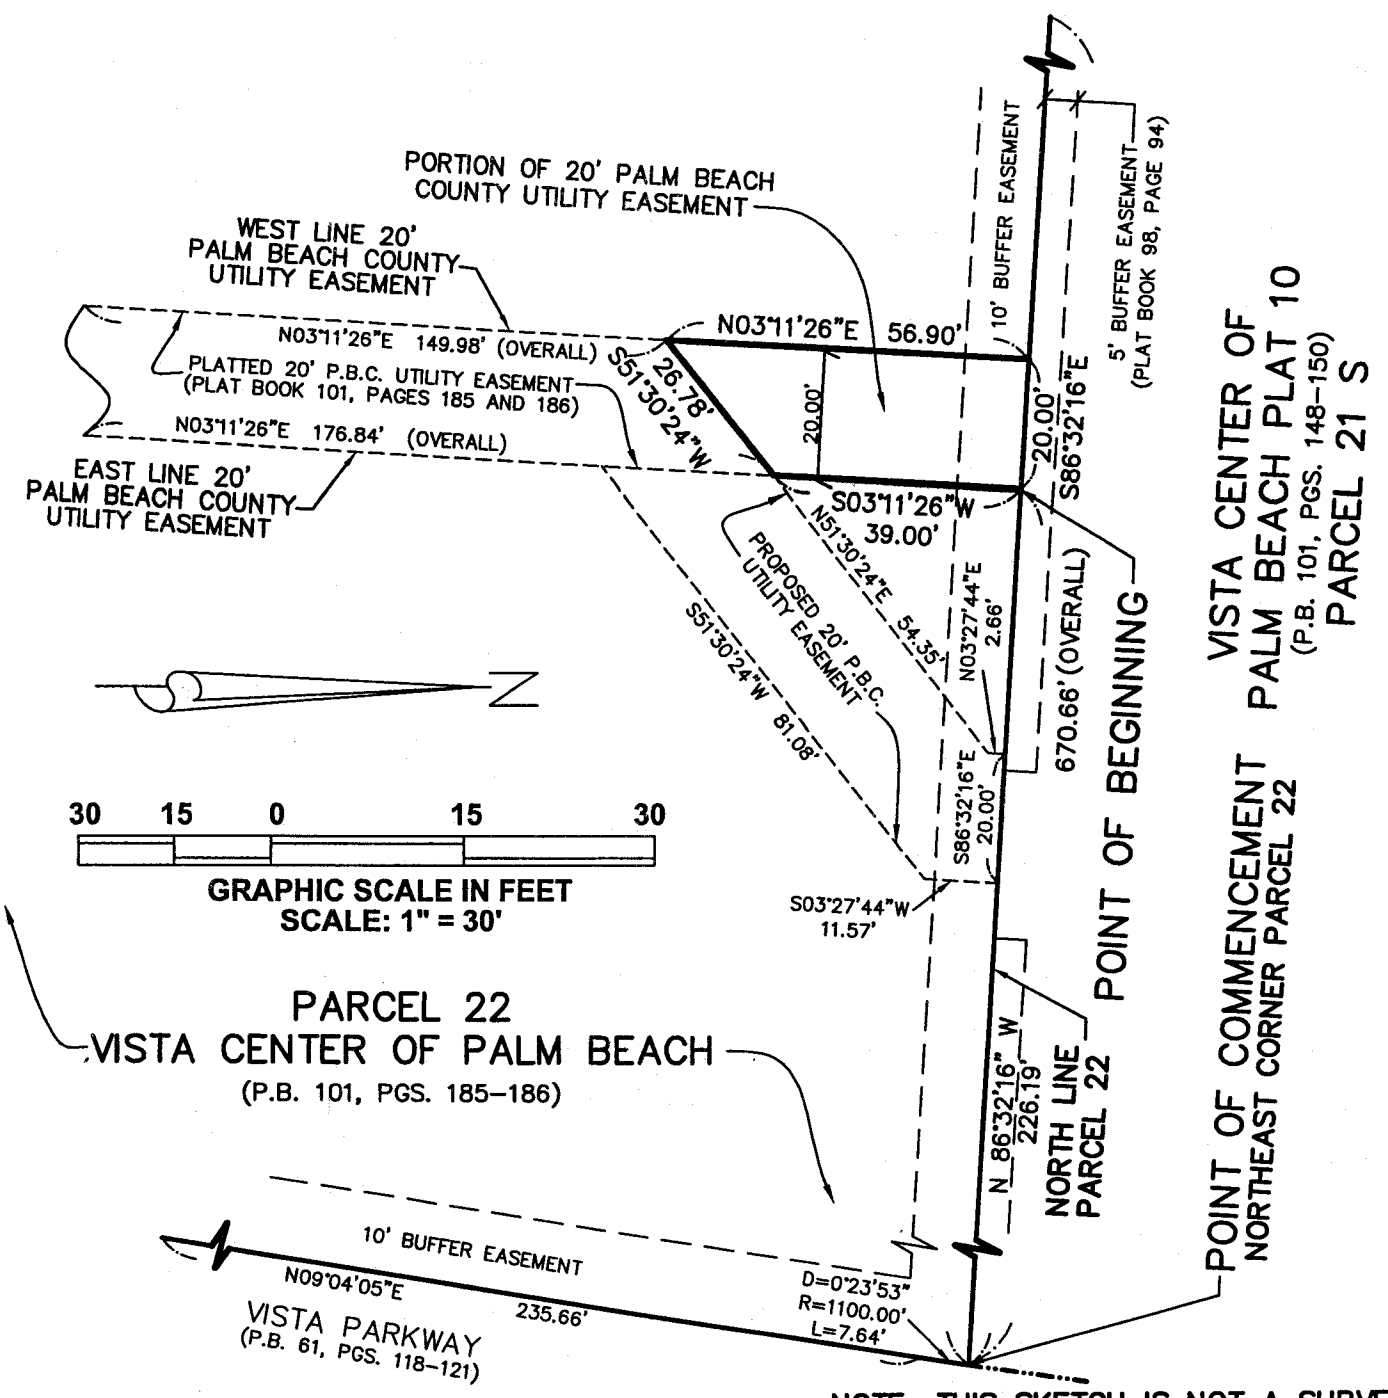 PORTION OF 20' PALM BEACH
COUNTY UTILITY EASEMENT
WEST LINE 20'
PALM BEACH COUNTY
UTILITY EASEMENT
N03°11'26"E 149.98' (OVERALL)
PLATTED 20' P.B.C. UTILITY EASEMENT
(PLAT BOOK 101, PAGES 185 AND 186)
N03°11'26"E 176.84' (OVERALL)
EAST LINE 20'
PALM BEACH COUNTY
UTILITY EASEMENT
N03°11'26"E 56.90'
26.78'
S51°30'24"W
20.00'
S03°11'26"W
39.00'
10' BUFFER EASEMENT
5' BUFFER EASEMENT
(PLAT BOOK 98, PAGE 94)
20.00'
S86°32'16"E
N51°30'24"E 54.35'
PROPOSED 20' P.B.C.
UTILITY EASEMENT
S51°30'24"W 81.08'
N03°27'44"E
2.66'
670.66' (OVERALL)
POINT OF BEGINNING
S86°32'16"E
20.00'
S03°27'44"W
11.57'
VISTA CENTER OF
PALM BEACH PLAT 10
(P.B. 101, PGS. 148-150)
PARCEL 21 S
N
30 15 0 15 30
GRAPHIC SCALE IN FEET
SCALE: 1" = 30'
PARCEL 22
VISTA CENTER OF PALM BEACH
(P.B. 101, PGS. 185-186)
N 86°32'16" W
226.19'
NORTH LINE
PARCEL 22
POINT OF COMMENCEMENT
NORTHEAST CORNER PARCEL 22
10' BUFFER EASEMENT
N09°04'05"E 235.66'
VISTA PARKWAY
(P.B. 61, PGS. 118-121)
D=0°23'53"
R=1100.00'
L=7.64'
NOTE: THIS SKETCH IS NOT A